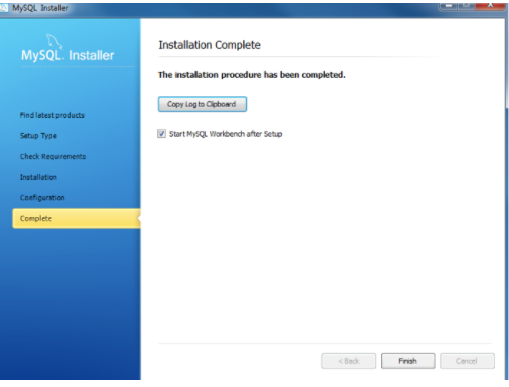 MySQL Installer
MySQL. Installer
Installation Complete
The installation procedure has been completed.
Copy Log to Clipboard
Start MySQL Workbench after Setup
Find latest products
Setup Type
Check Requirements
Installation
Configuration
Complete
< Back
Finish
Cancel